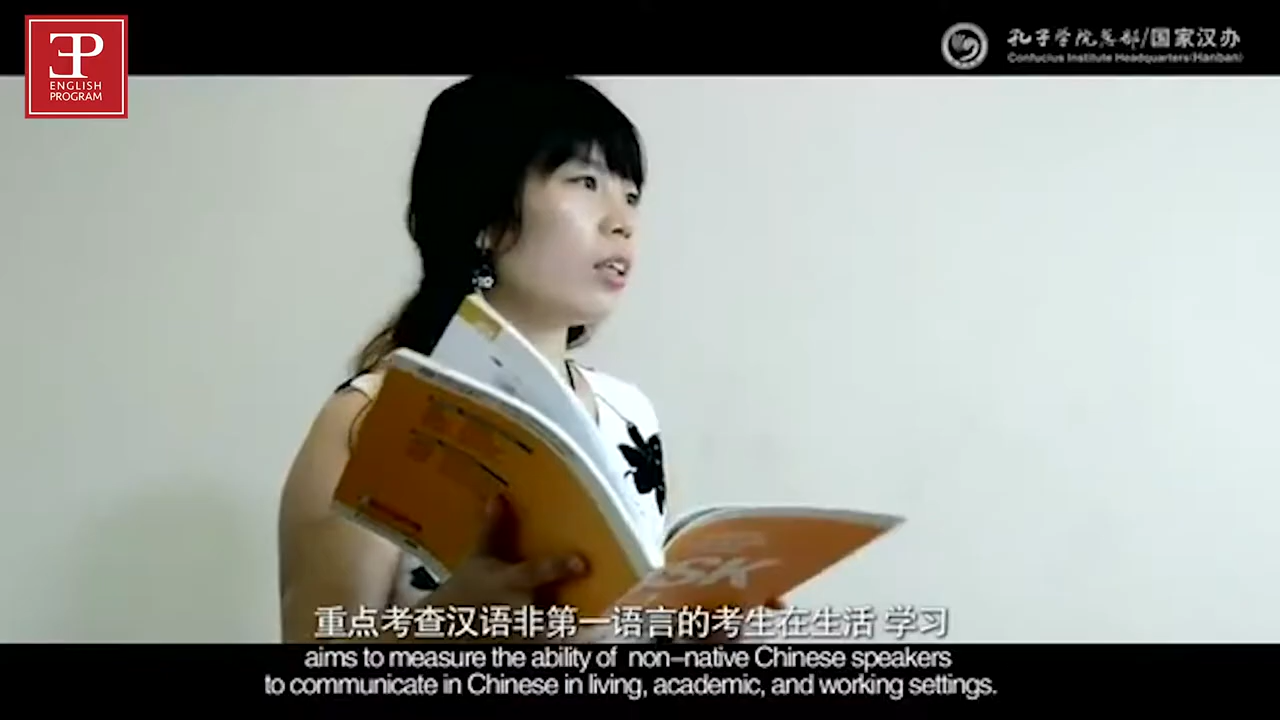 EP
ENGLISH
PROGRAM
孔子学院总部/国家汉办
Confucius Institute Headquarters(Hanban)
SK
重点考查汉语非第一语言的考生在生活 学习
aims to measure the ability of non-native Chinese speakers
to communicate in Chinese in living, academic, and working settings.